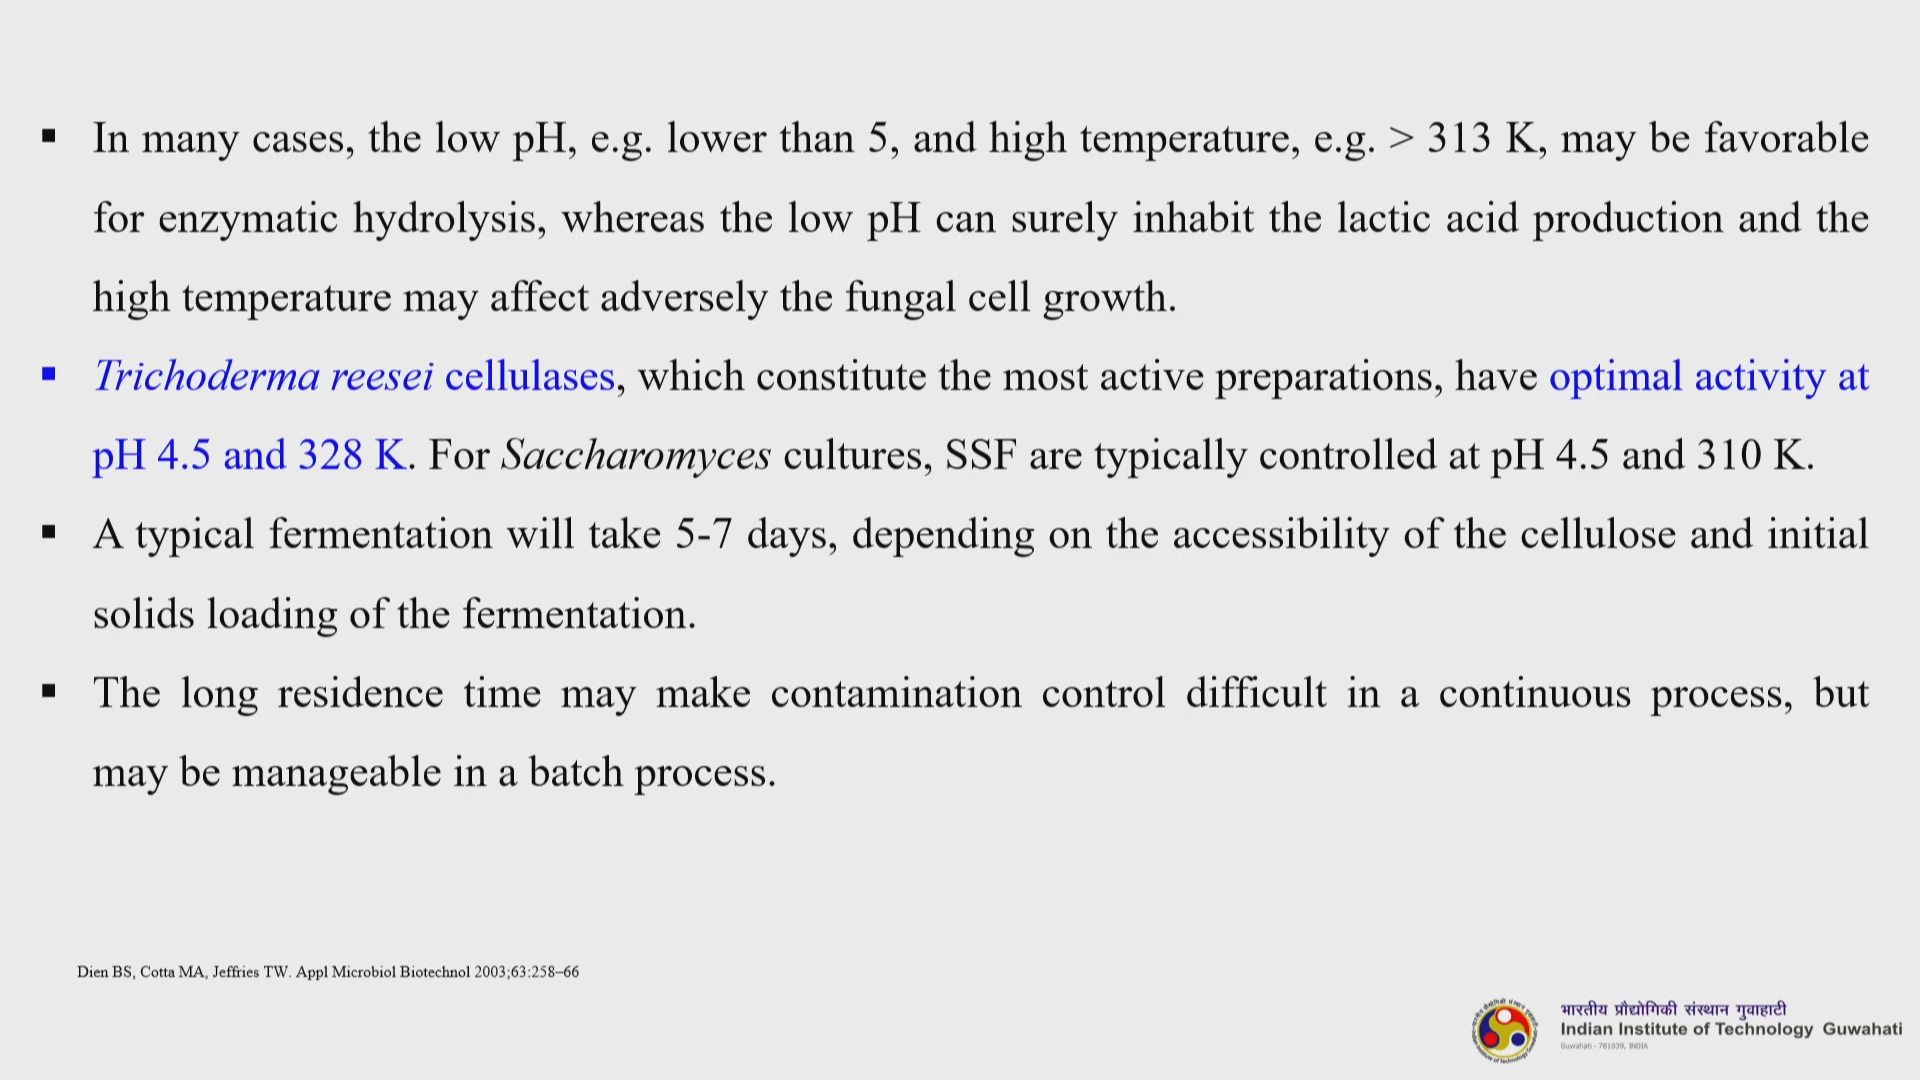 ▪ In many cases, the low pH, e.g. lower than 5, and high temperature, e.g. > 313 K, may be favorable
for enzymatic hydrolysis, whereas the low pH can surely inhabit the lactic acid production and the
high temperature may affect adversely the fungal cell growth.
▪ Trichoderma reesei cellulases, which constitute the most active preparations, have optimal activity at
pH 4.5 and 328 K. For Saccharomyces cultures, SSF are typically controlled at pH 4.5 and 310 K.
▪ A typical fermentation will take 5-7 days, depending on the accessibility of the cellulose and initial
solids loading of the fermentation.
▪ The long residence time may make contamination control difficult in a continuous process, but
may be manageable in a batch process.
Dien BS, Cotta MA, Jeffries TW. Appl Microbiol Biotechnol 2003;63:258–66
भारतीय प्रौद्योगिकी संस्थान गुवाहाटी
Indian Institute of Technology Guwahati
Guwahati - 781039, INDIA